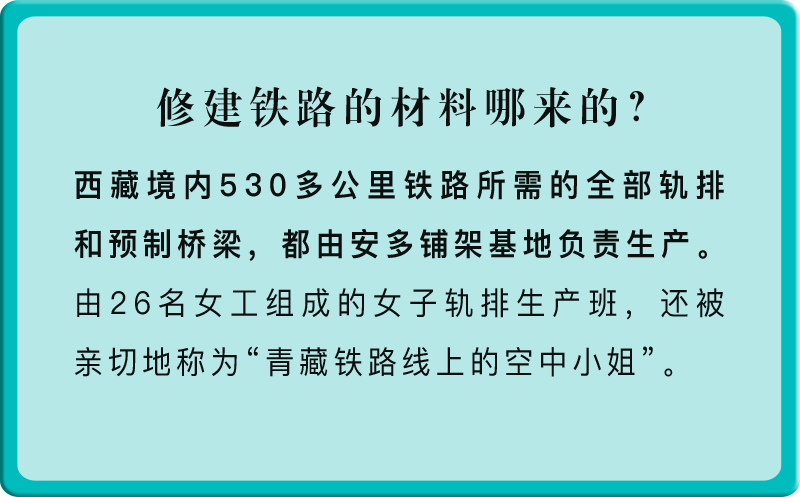 修建铁路的材料哪来的？
西藏境内530多公里铁路所需的全部轨排
和预制桥梁，都由安多铺架基地负责生产。
由26名女工组成的女子轨排生产班，还被
亲切地称为“青藏铁路线上的空中小姐”。